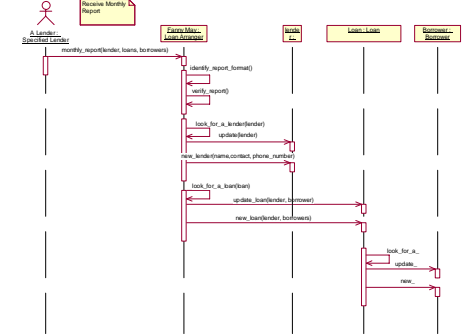 Receive Monthly
Report
A Lender :
Specified Lender
Fanny May :
Loan Arranger
lende
r :
Loan : Loan
Borrower :
Borrower
monthly_report(lender, loans, borrowers)
identify_report_format()
verify_report()
look_for_a_lender(lender)
update(lender)
new_lender(name,contact, phone_number)
look_for_a_loan(loan)
update_loan(lender, borrower)
new_loan(lender, borrowers)
look_for_a_
update_
new_